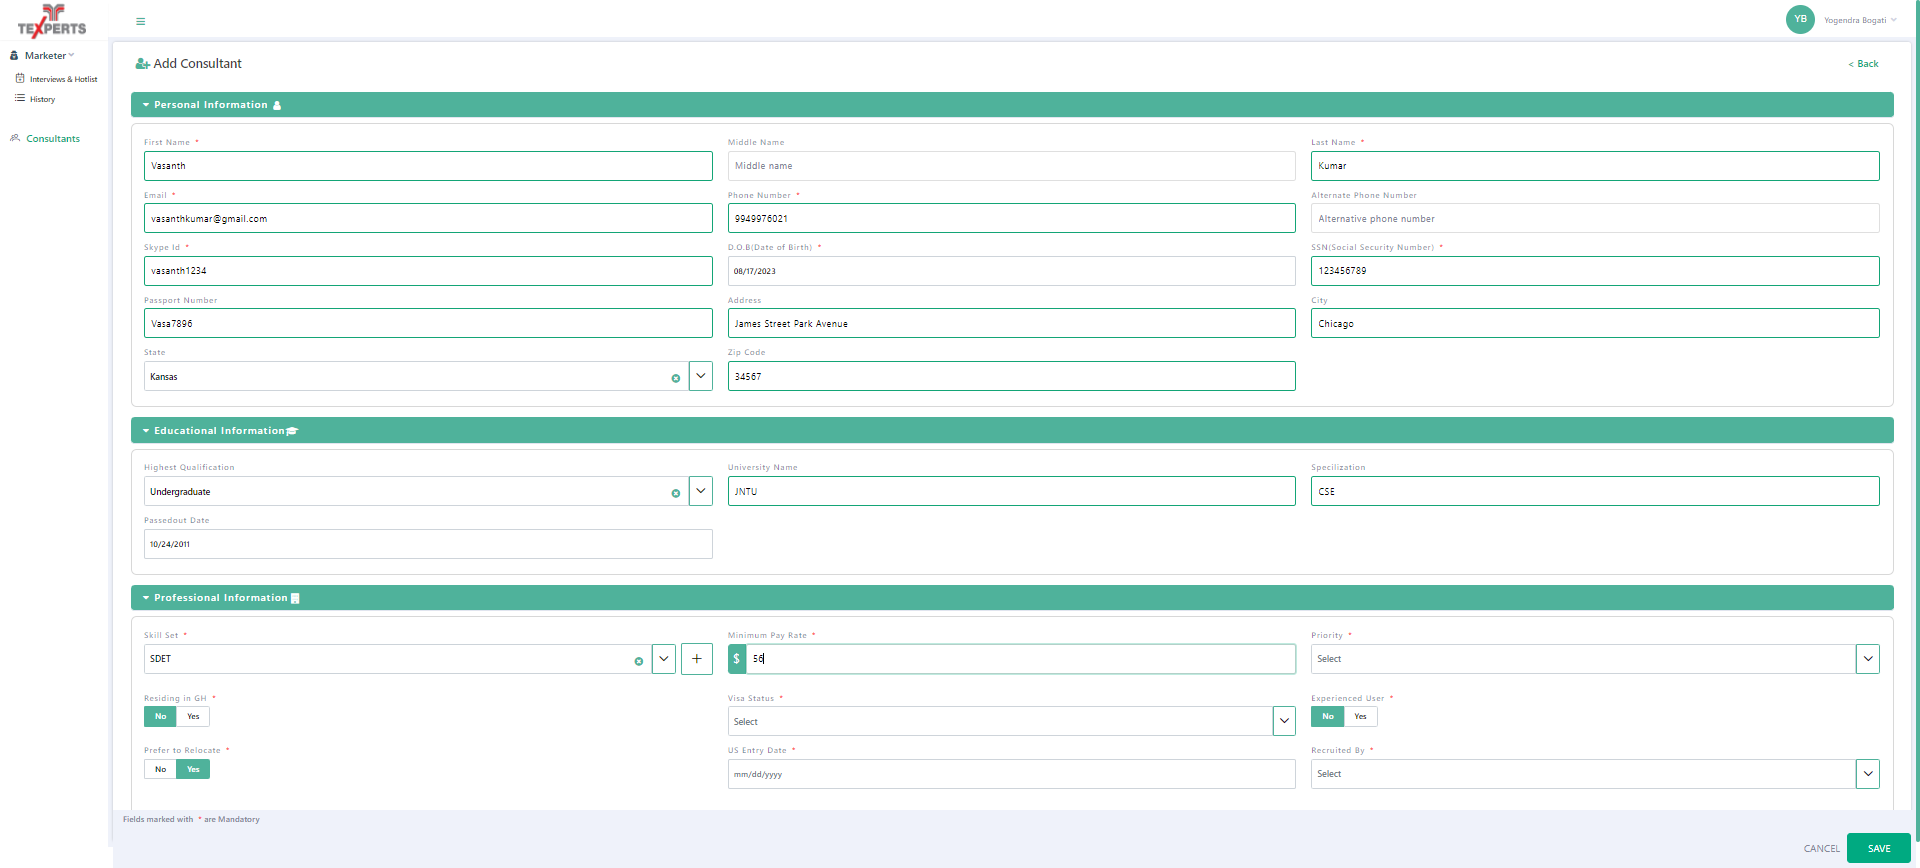 TEXPERTS
YB
Yogendra Bogati
Marketer
Interviews & Hotlist
History
Consultants
Add Consultant
< Back
Personal Information
First Name *
Middle Name
Last Name *
Vasanth
Middle name
Kumar
Email *
Phone Number *
Alternate Phone Number
vasanthkumar@gmail.com
9949976021
Alternative phone number
Skype Id *
D.O.B(Date of Birth) *
SSN(Social Security Number) *
vasanth1234
08/17/2023
123456789
Passport Number
Address
City
Vasa7896
James Street Park Avenue
Chicago
State
Zip Code
Kansas
34567
Educational Information
Highest Qualification
University Name
Specilization
Undergraduate
JNTU
CSE
Passedout Date
10/24/2011
Professional Information
Skill Set *
Minimum Pay Rate *
Priority *
SDET
+
$
56
Select
Residing in GH *
Visa Status *
Experienced User *
No Yes
Select
No Yes
Prefer to Relocate *
US Entry Date *
Recruited By *
No Yes
mm/dd/yyyy
Select
Fields marked with * are Mandatory
CANCEL
SAVE